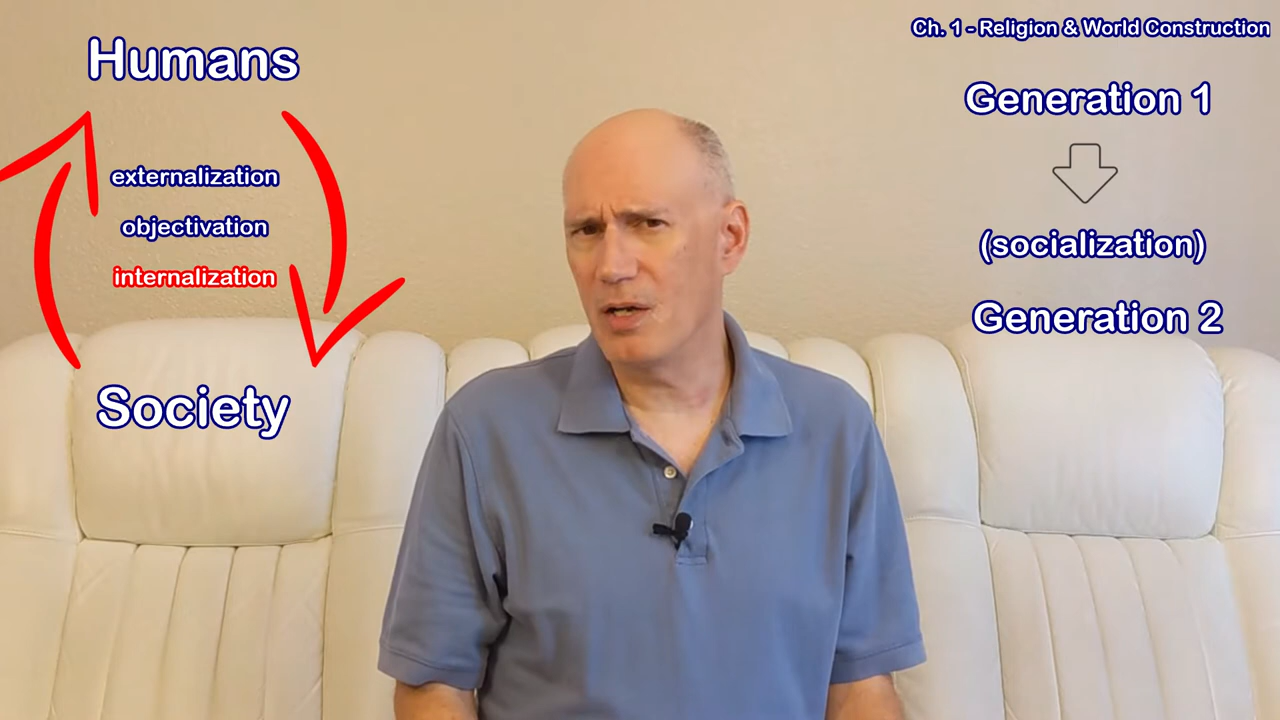 Humans
externalization
objectivation
internalization
Society
Ch. 1 - Religion & World Construction
Generation 1
(socialization)
Generation 2